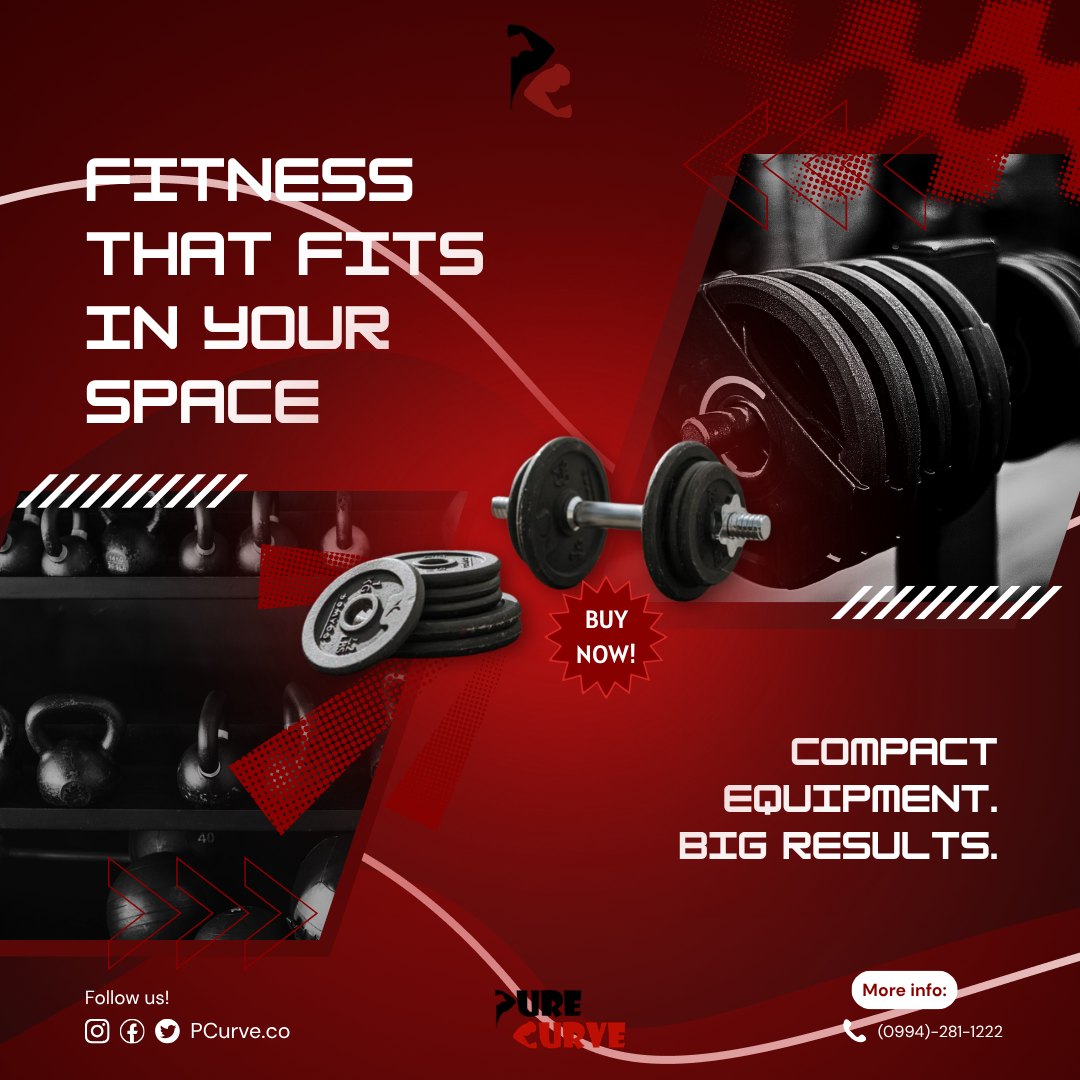 FITNESS
THAT FITS
IN YOUR
SPACE
BUY
NOW!
COMPACT
EQUIPMENT.
BIG RESULTS.
40
Follow us!
PCurve.co
PURE
CURVE
More info:
(0994)-281-1222